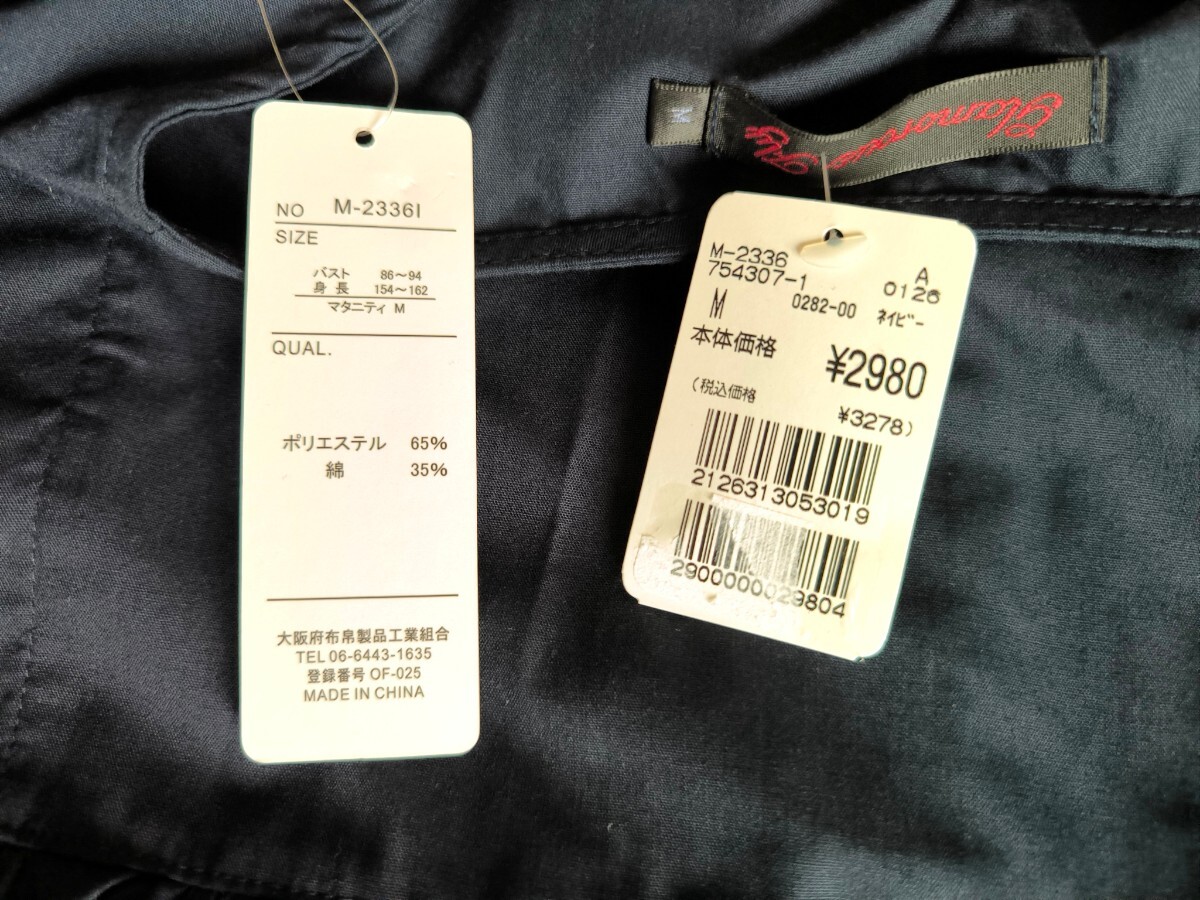 NO M-2336I
SIZE
バスト 86〜94
身長 154〜162
マタニティ M
QUAL.
ポリエステル 65%
綿 35%
大阪府布帛製品工業組合
TEL 06-6443-1635
登録番号 OF-025
MADE IN CHINA
M
Glamorous
M-2336
754307-1
A
0126
M 0282-00 ネイビー
本体価格 ¥2980
(税込価格 ¥3278)
2126313053019
2900000029804